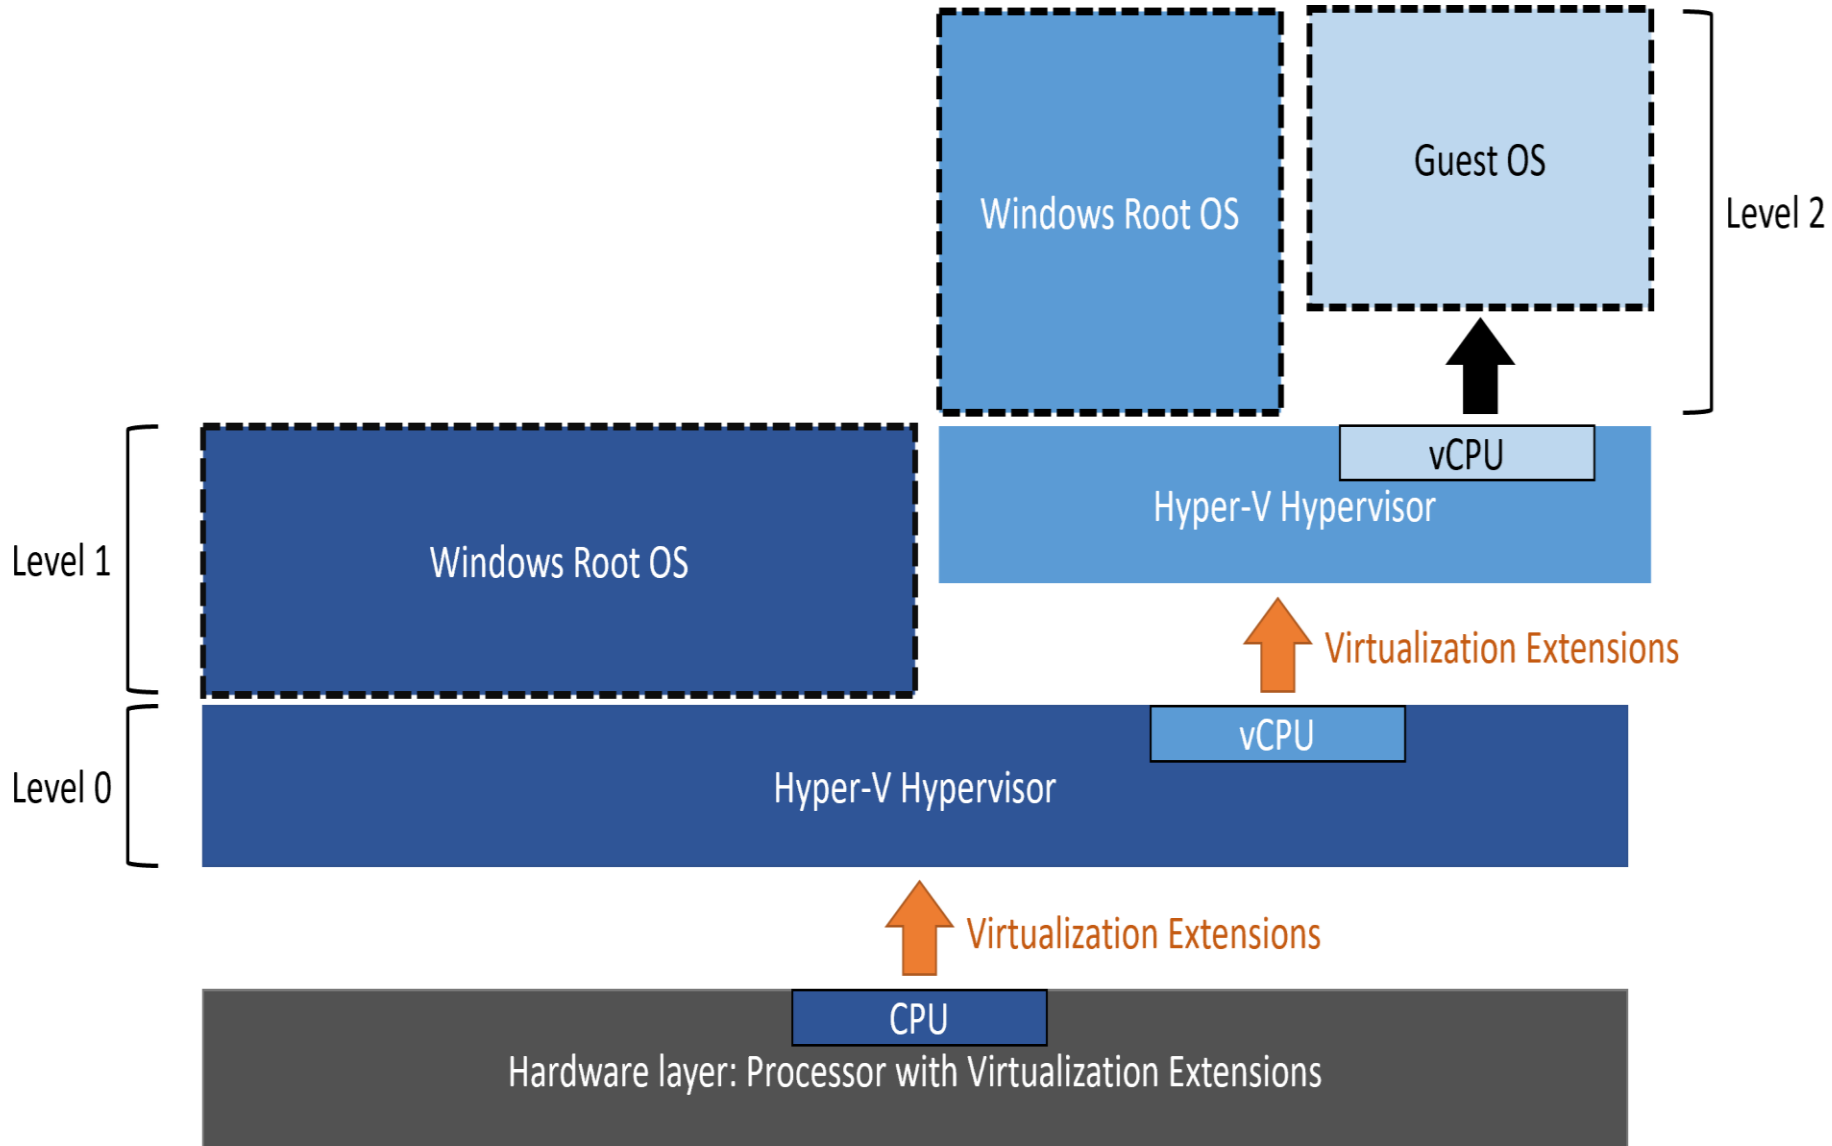 Windows Root OS
Guest OS
Level 2
vCPU
Hyper-V Hypervisor
Level 1
Windows Root OS
Virtualization Extensions
vCPU
Level 0
Hyper-V Hypervisor
Virtualization Extensions
CPU
Hardware layer: Processor with Virtualization Extensions